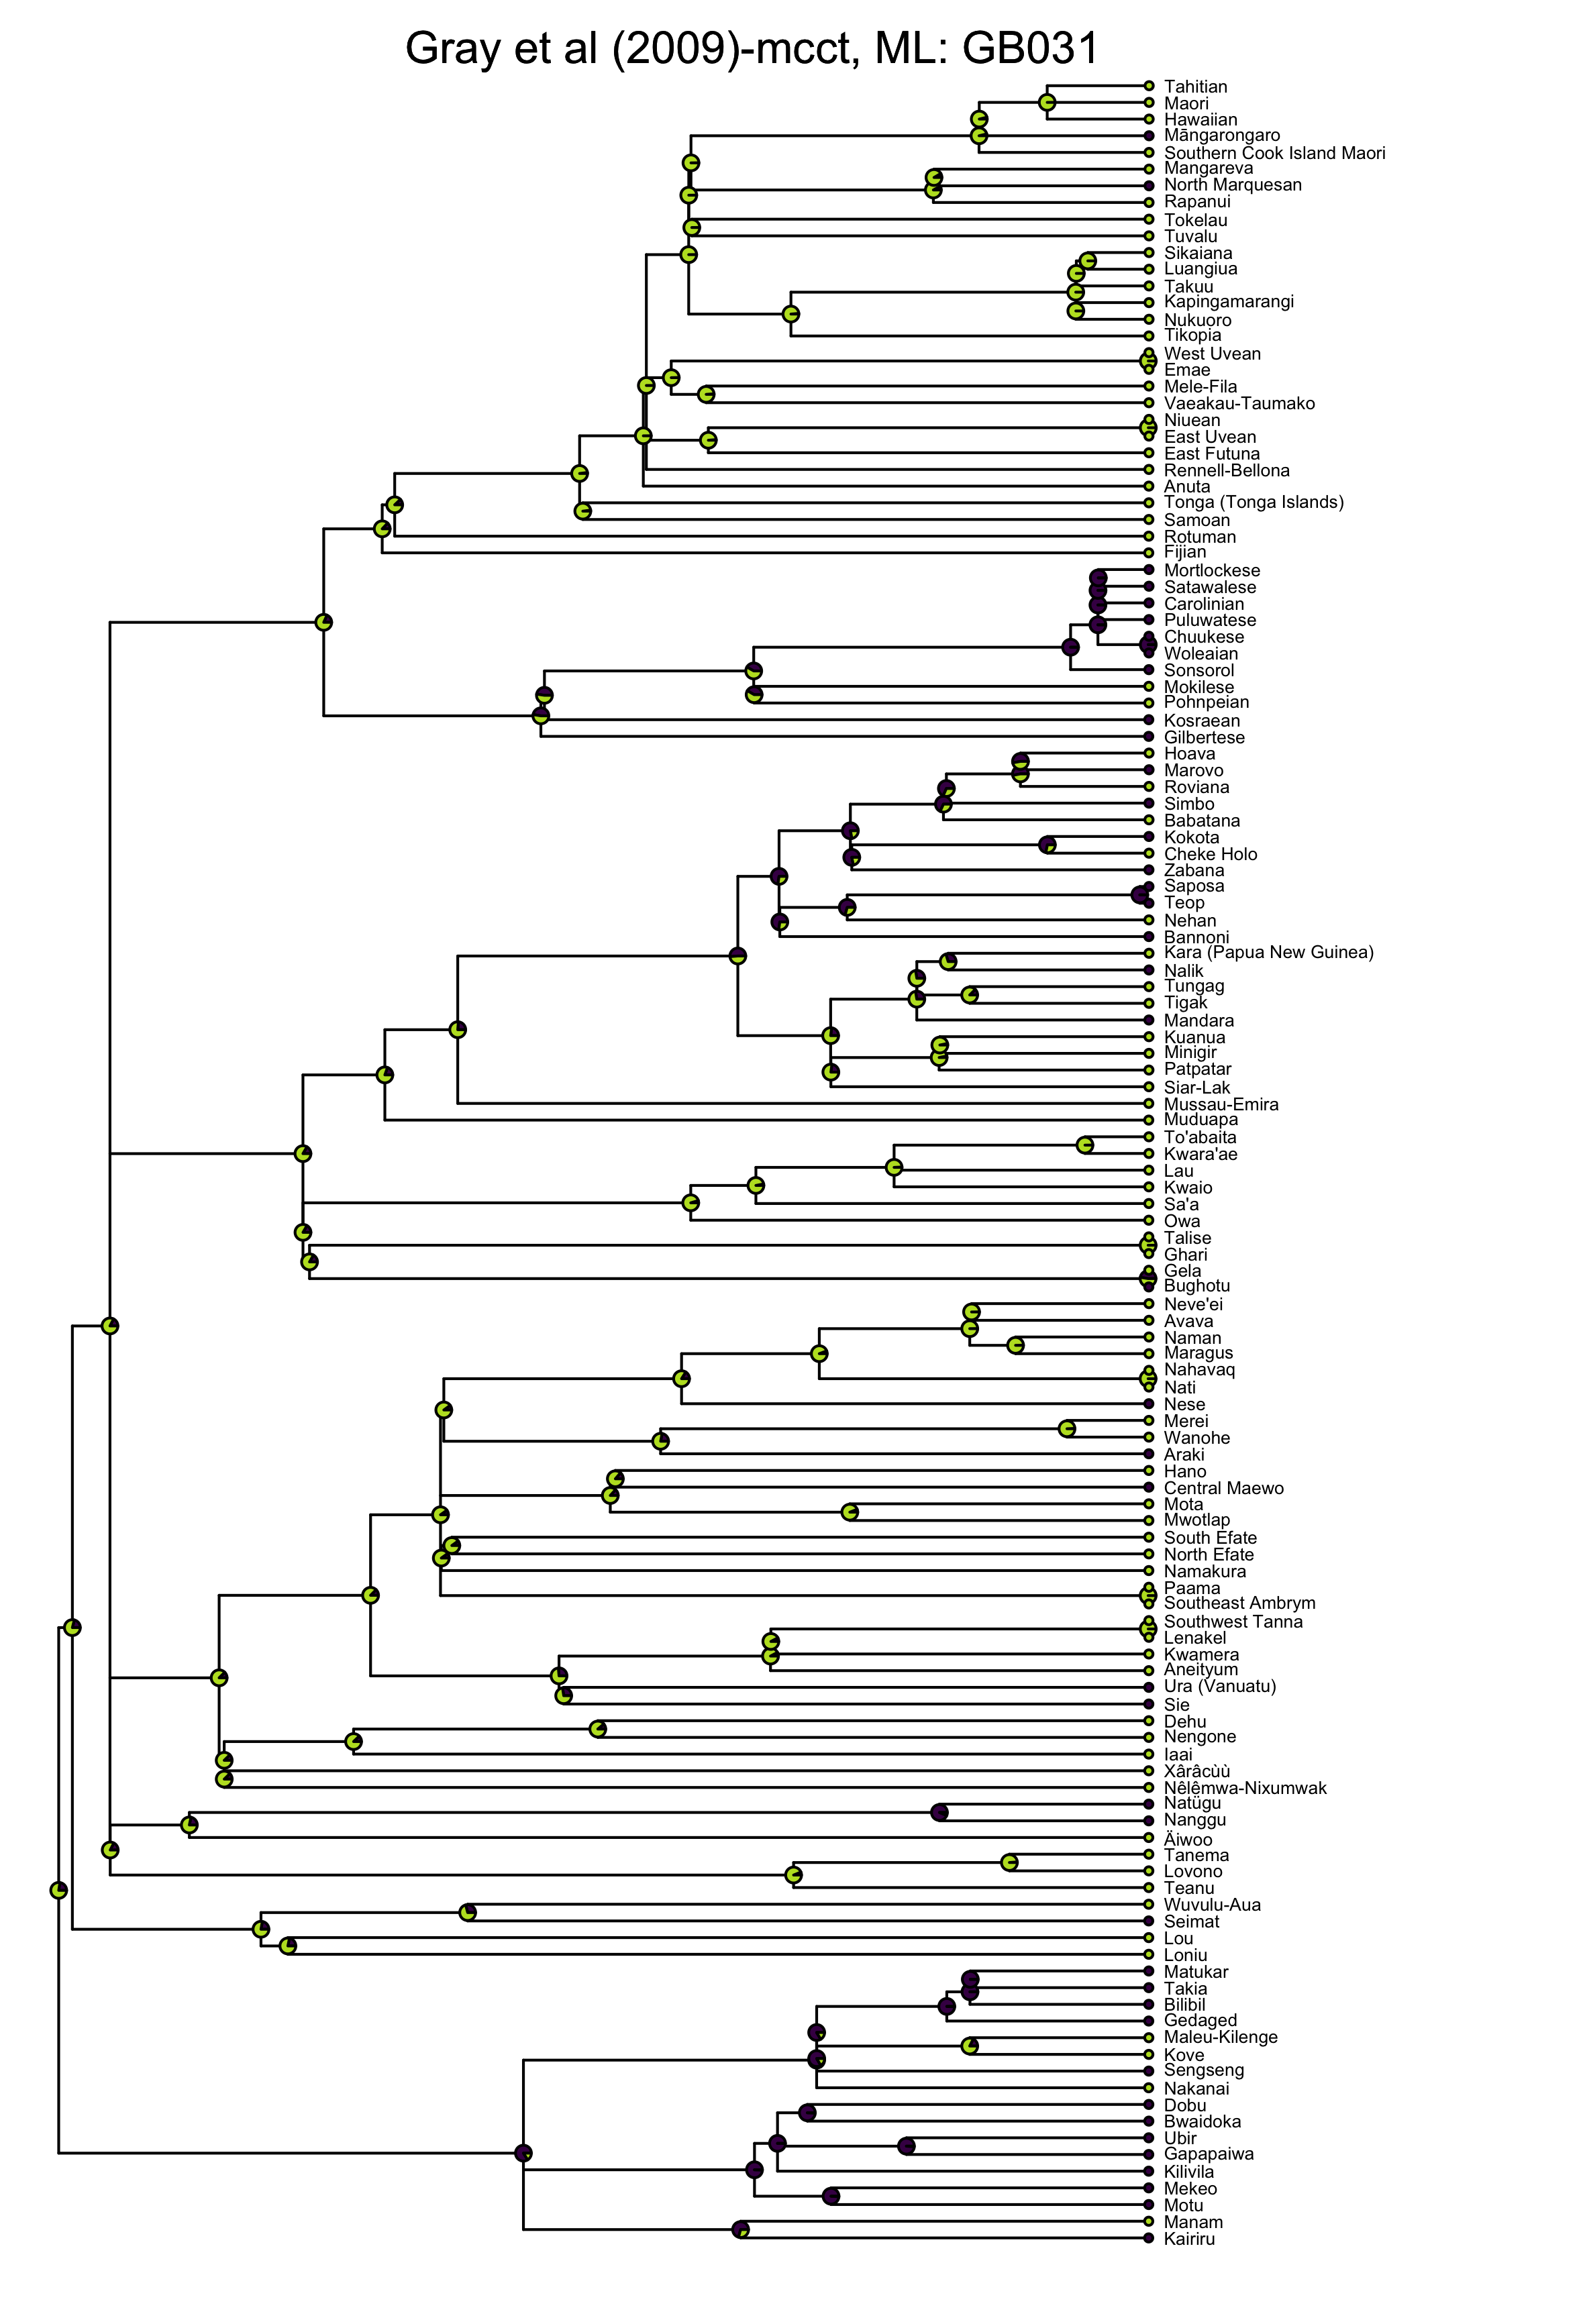 Gray et al (2009)-mcct, ML: GB031
Tahitian
Maori
Hawaiian
Māngarongaro
Southern Cook Island Maori
Mangareva
North Marquesan
Rapanui
Tokelau
Tuvalu
Sikaiana
Luangiua
Takuu
Kapingamarangi
Nukuoro
Tikopia
West Uvean
Emae
Mele-Fila
Vaeakau-Taumako
Niuean
East Uvean
East Futuna
Rennell-Bellona
Anuta
Tonga (Tonga Islands)
Samoan
Rotuman
Fijian
Mortlockese
Satawalese
Carolinian
Puluwatese
Chuukese
Woleaian
Sonsorol
Mokilese
Pohnpeian
Kosraean
Gilbertese
Hoava
Marovo
Roviana
Simbo
Babatana
Kokota
Cheke Holo
Zabana
Saposa
Teop
Nehan
Bannoni
Kara (Papua New Guinea)
Nalik
Tungag
Tigak
Mandara
Kuanua
Minigir
Patpatar
Siar-Lak
Mussau-Emira
Muduapa
To'abaita
Kwara'ae
Lau
Kwaio
Sa'a
Owa
Talise
Ghari
Gela
Bughotu
Neve'ei
Avava
Naman
Maragus
Nahavaq
Nati
Nese
Merei
Wanohe
Araki
Hano
Central Maewo
Mota
Mwotlap
South Efate
North Efate
Namakura
Paama
Southeast Ambrym
Southwest Tanna
Lenakel
Kwamera
Aneityum
Ura (Vanuatu)
Sie
Dehu
Nengone
Iaai
Xârâcùù
Nêlêmwa-Nixumwak
Natügu
Nanggu
Äiwoo
Tanema
Lovono
Teanu
Wuvulu-Aua
Seimat
Lou
Loniu
Matukar
Takia
Bilibil
Gedaged
Maleu-Kilenge
Kove
Sengseng
Nakanai
Dobu
Bwaidoka
Ubir
Gapapaiwa
Kilivila
Mekeo
Motu
Manam
Kairiru